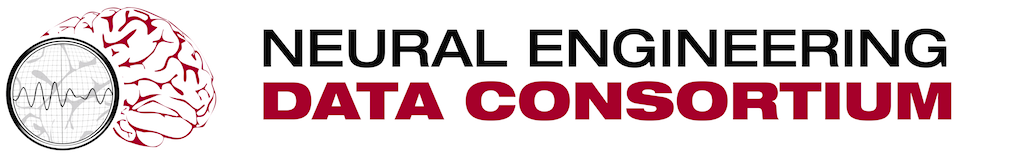 NEURAL ENGINEERING
DATA CONSORTIUM